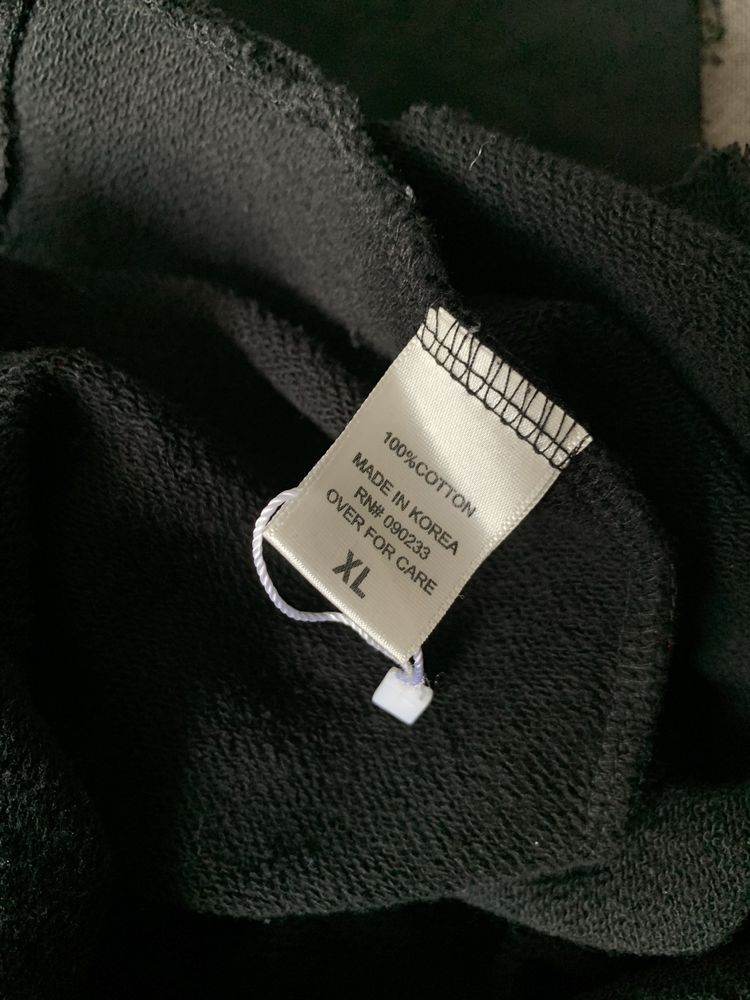 100%COTTON
MADE IN KOREA
RN# 090233
OVER FOR CARE
XL